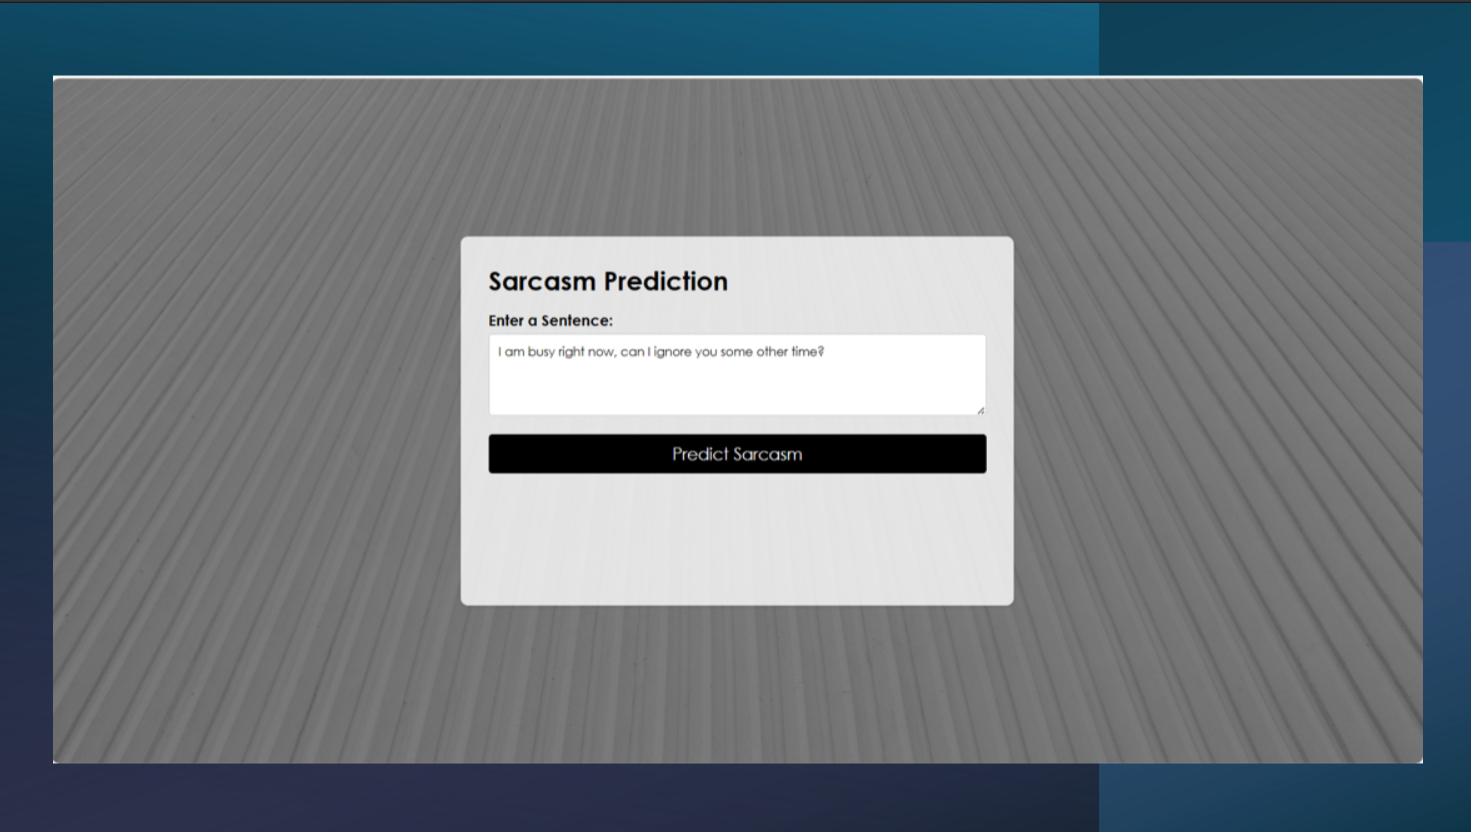 Sarcasm Prediction
Enter a Sentence:
I am busy right now, can I ignore you some other time?
Predict Sarcasm